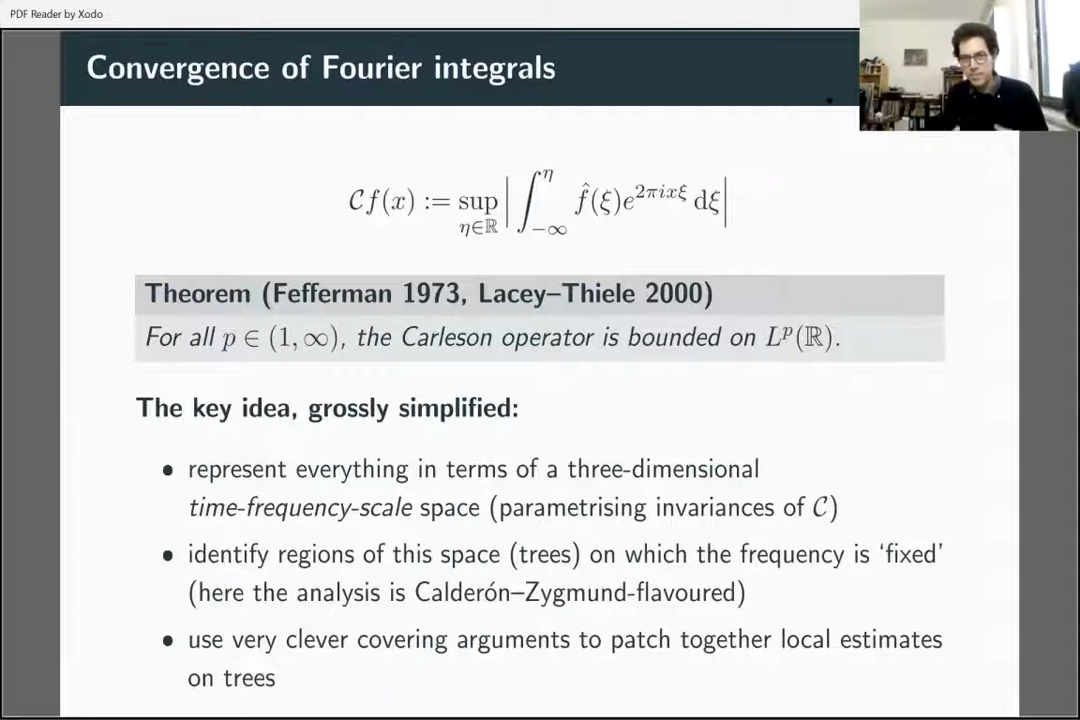 PDF Reader by Xodo
Convergence of Fourier integrals
𝒞f(x) := sup_{η∈ℝ} | ∫_{−∞}^{η} f̂(ξ)e^{2πixξ} dξ |
Theorem (Fefferman 1973, Lacey–Thiele 2000)
For all p ∈ (1, ∞), the Carleson operator is bounded on L^p(ℝ).
The key idea, grossly simplified:
• represent everything in terms of a three-dimensional
time-frequency-scale space (parametrising invariances of 𝒞)
• identify regions of this space (trees) on which the frequency is ‘fixed’
(here the analysis is Calderón–Zygmund-flavoured)
• use very clever covering arguments to patch together local estimates
on trees